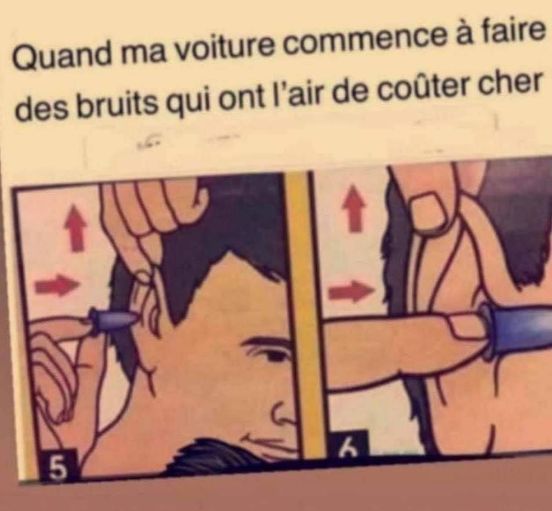 Quand ma voiture commence à faire
des bruits qui ont l'air de coûter cher
5
6